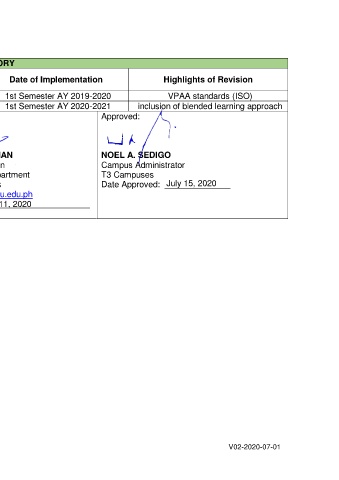 ORY
Date of Implementation Highlights of Revision
1st Semester AY 2019-2020 VPAA standards (ISO)
1st Semester AY 2020-2021 inclusion of blended learning approach
Approved:
MAN NOEL A. SEDIGO
n Campus Administrator
partment T3 Campuses
s Date Approved: July 15, 2020
u.edu.ph
11, 2020
V02-2020-07-01